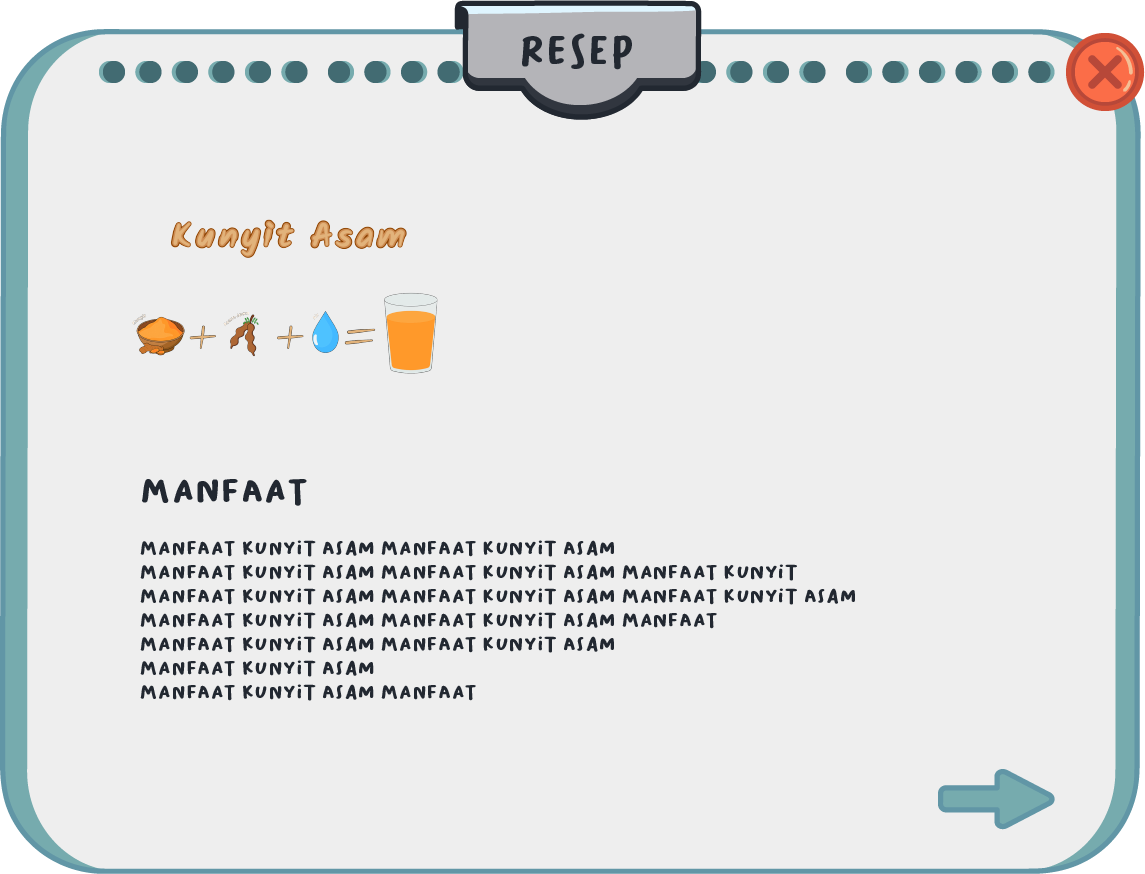 RESEP
Kunyit Asam
MANFAAT
MANFAAT KUNYIT ASAM MANFAAT KUNYIT ASAM
MANFAAT KUNYIT ASAM MANFAAT KUNYIT ASAM MANFAAT KUNYIT
MANFAAT KUNYIT ASAM MANFAAT KUNYIT ASAM MANFAAT KUNYIT ASAM
MANFAAT KUNYIT ASAM MANFAAT KUNYIT ASAM MANFAAT
MANFAAT KUNYIT ASAM MANFAAT KUNYIT ASAM
MANFAAT KUNYIT ASAM
MANFAAT KUNYIT ASAM MANFAAT